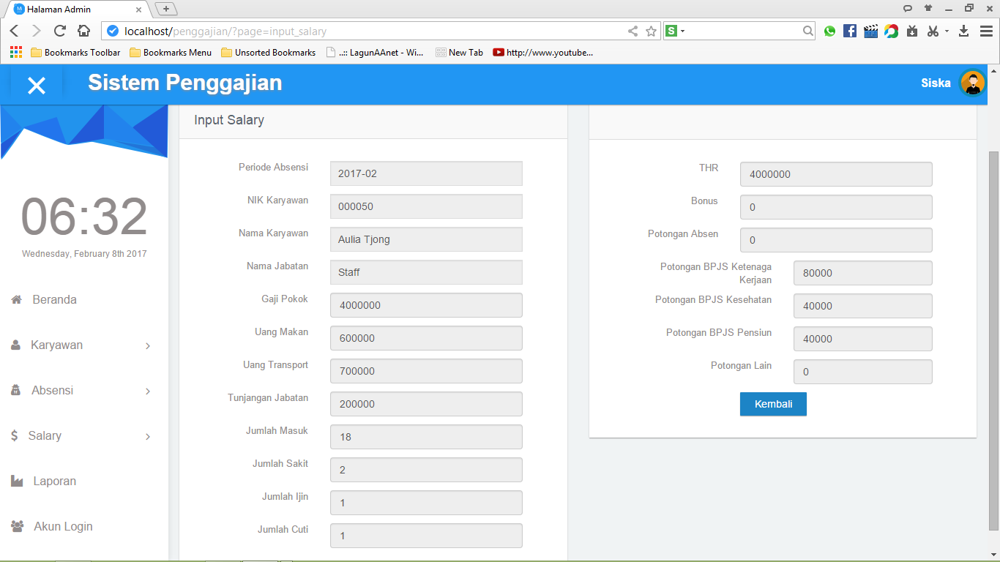 Halaman Admin
localhost/penggajian/?page=input_salary
S
Bookmarks Toolbar
Bookmarks Menu
Unsorted Bookmarks
..:: LagunAAnet - Wi...
New Tab
http://www.youtube...
Sistem Penggajian
Siska
06:32
Wednesday, February 8th 2017
Beranda
Karyawan
Absensi
Salary
Laporan
Akun Login
Input Salary
Periode Absensi
2017-02
NIK Karyawan
000050
Nama Karyawan
Aulia Tjong
Nama Jabatan
Staff
Gaji Pokok
4000000
Uang Makan
600000
Uang Transport
700000
Tunjangan Jabatan
200000
Jumlah Masuk
18
Jumlah Sakit
2
Jumlah Ijin
1
Jumlah Cuti
1
THR
4000000
Bonus
0
Potongan Absen
0
Potongan BPJS Ketenaga
Kerjaan
80000
Potongan BPJS Kesehatan
40000
Potongan BPJS Pensiun
40000
Potongan Lain
0
Kembali